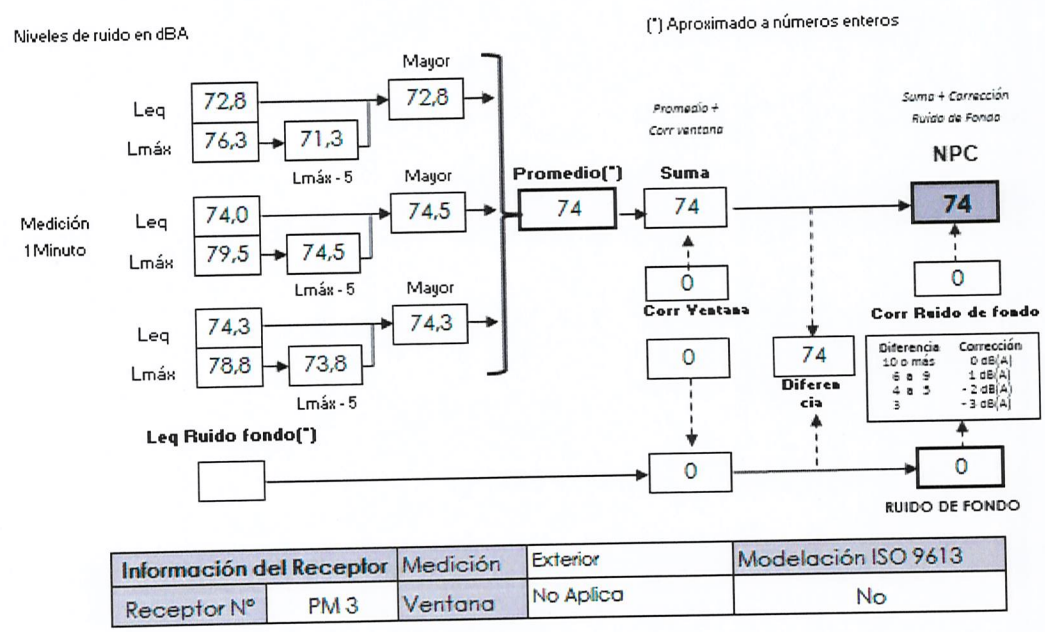 Niveles de ruido en dBA
(*) Aproximado a números enteros
Mayor
Leq 72,8 72,8
Lmáx 76,3 71,3
Lmáx - 5
Promedio +
Corr ventana
Suma + Corrección
Ruido de Fondo
NPC
Medición
1 Minuto
Mayor
Leq 74,0 74,5
Lmáx 79,5 74,5
Lmáx - 5
Promedio(*) Suma
74 74 74
0 0
Corr Ventana Corr Ruido de fondo
Mayor
Leq 74,3 74,3
Lmáx 78,8 73,8
Lmáx - 5
0 74
Diferen
cia
Diferencia Corrección
10 o más 0 dB(A)
6 a 9 1 dB(A)
4 a 5 - 2 dB(A)
3 - 3 dB(A)
Leq Ruido fondo(*)
0 0
RUIDO DE FONDO
Información del Receptor Medición Exterior Modelación ISO 9613
Receptor N° PM 3 Ventana No Aplica No